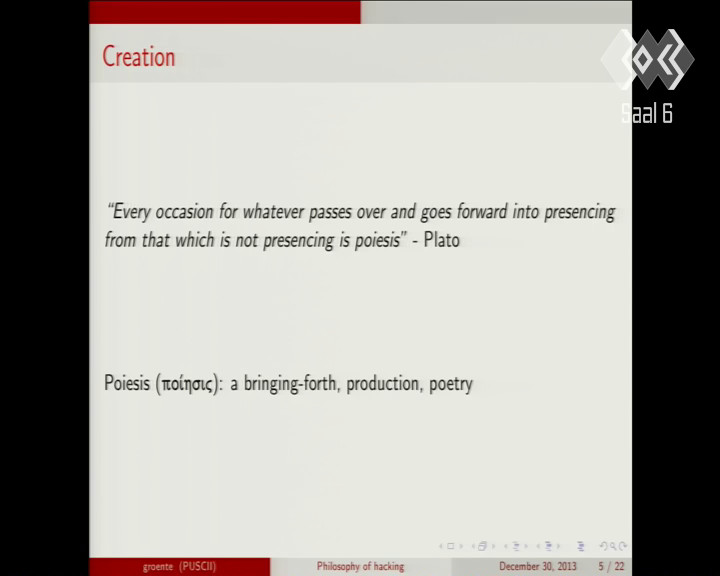 Creation
Saal 6
“Every occasion for whatever passes over and goes forward into presencing
from that which is not presencing is poiesis” - Plato
Poiesis (ποίησις): a bringing-forth, production, poetry
groente (PUSCII) Philosophy of hacking December 30, 2013 5 / 22